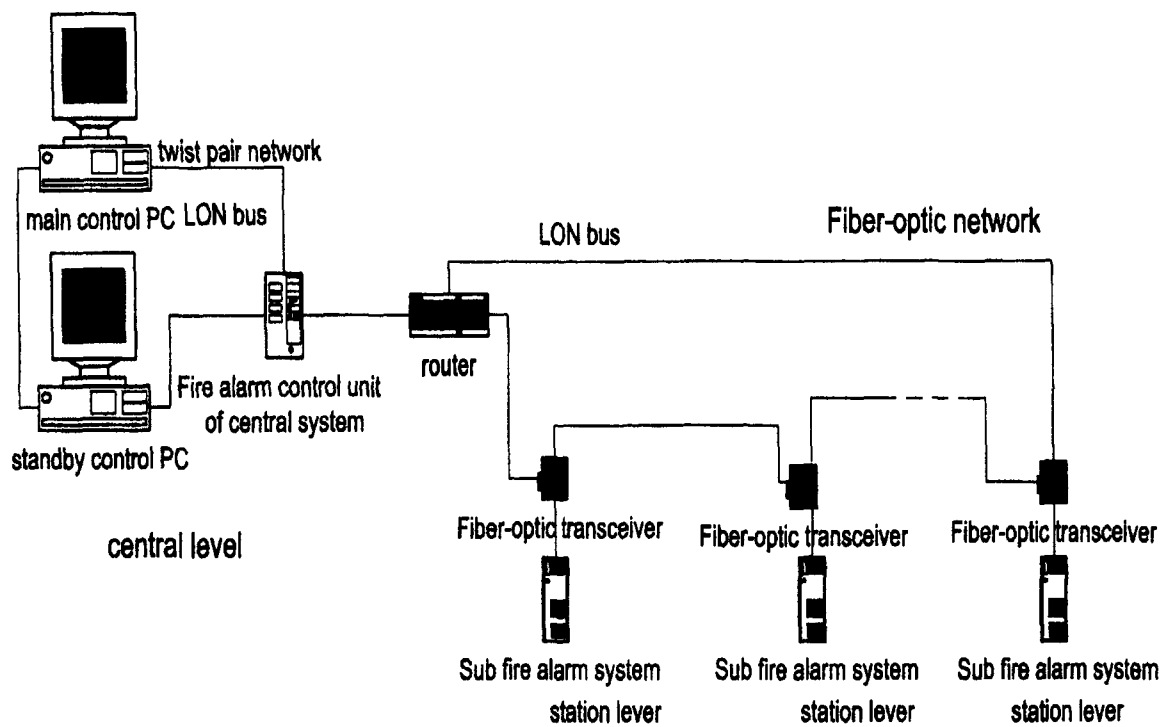 twist pair network
main control PC LON bus
LON bus
Fiber-optic network
router
Fire alarm control unit
of central system
standby control PC
central level
Fiber-optic transceiver
Fiber-optic transceiver
Fiber-optic transceiver
Sub fire alarm system
station lever
Sub fire alarm system
station lever
Sub fire alarm system
station lever